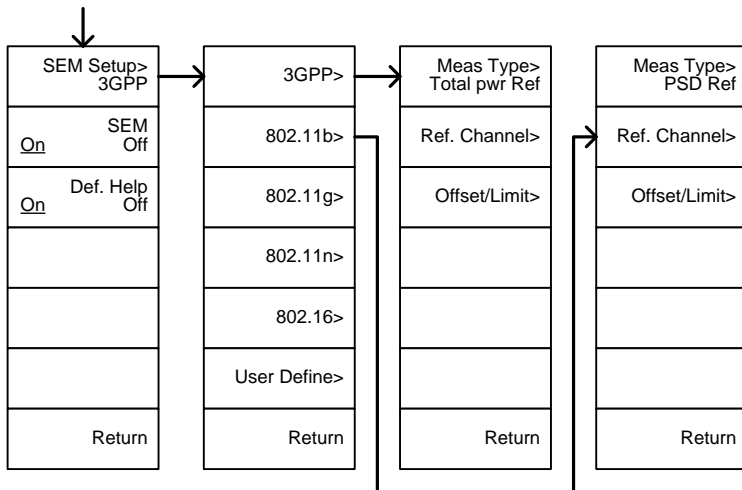 SEM Setup>
3GPP
SEM
On Off
Def. Help
On Off
Return
3GPP>
802.11b>
802.11g>
802.11n>
802.16>
User Define>
Return
Meas Type>
Total pwr Ref
Ref. Channel>
Offset/Limit>
Return
Meas Type>
PSD Ref
Ref. Channel>
Offset/Limit>
Return